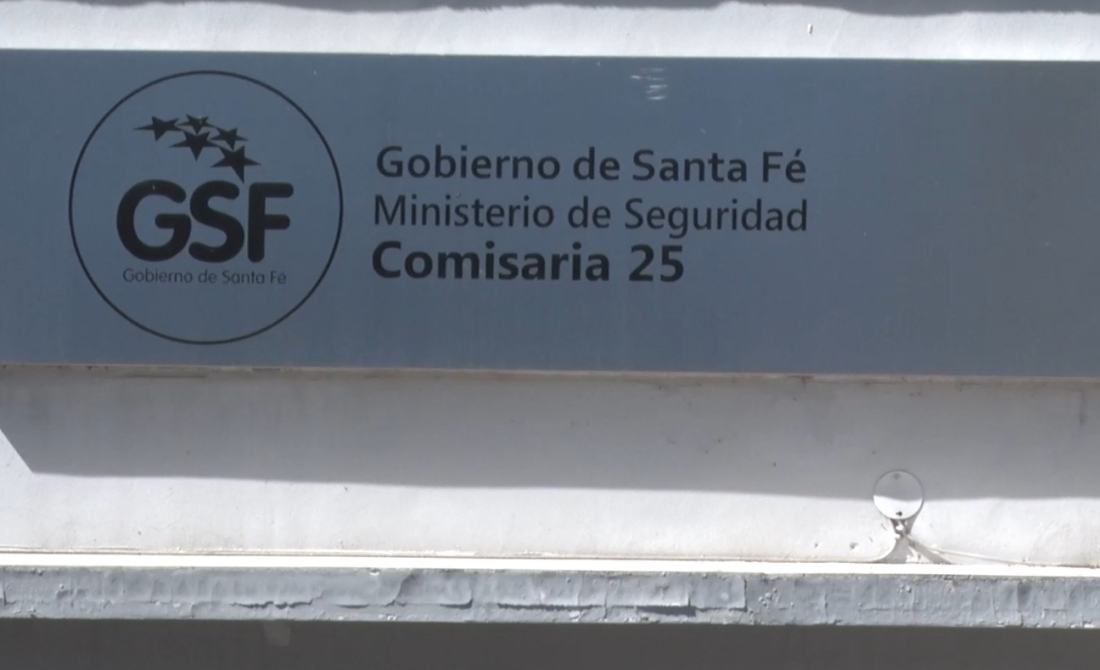 GSF
Gobierno de Santa Fe
Gobierno de Santa Fé
Ministerio de Seguridad
Comisaria 25